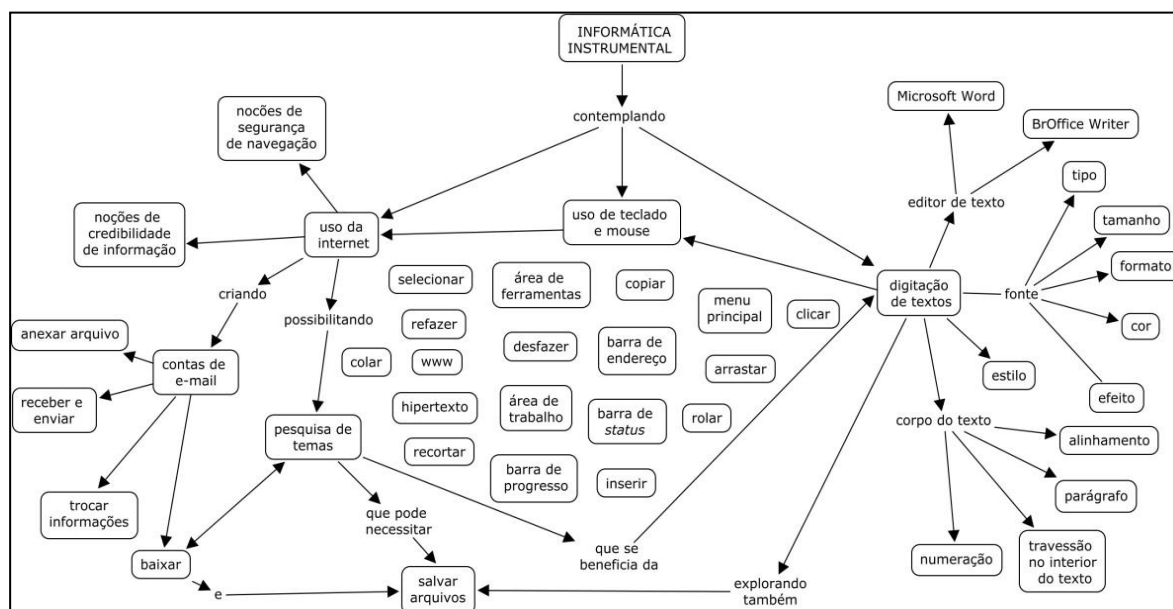 INFORMÁTICA
INSTRUMENTAL
contemplando
Microsoft Word
BrOffice Writer
editor de texto
nocões de
segurança
de navegação
noções de
credibilidade
de informação
uso da
internet
uso de teclado
e mouse
digitação
de textos
fonte
tipo
tamanho
formato
cor
efeito
estilo
criando
possibilitando
selecionar
área de
ferramentas
copiar
menu
principal
clicar
refazer
desfazer
barra de
endereço
arrastar
colar
www
hipertexto
área de
trabalho
barra de
status
rolar
recortar
barra de
progresso
inserir
anexar arquivo
contas de
e-mail
receber e
enviar
trocar
informações
baixar
e
pesquisa de
temas
que pode
necessitar
salvar
arquivos
que se
beneficia da
explorando
também
corpo do texto
alinhamento
parágrafo
travessão
no interior
do texto
numeração